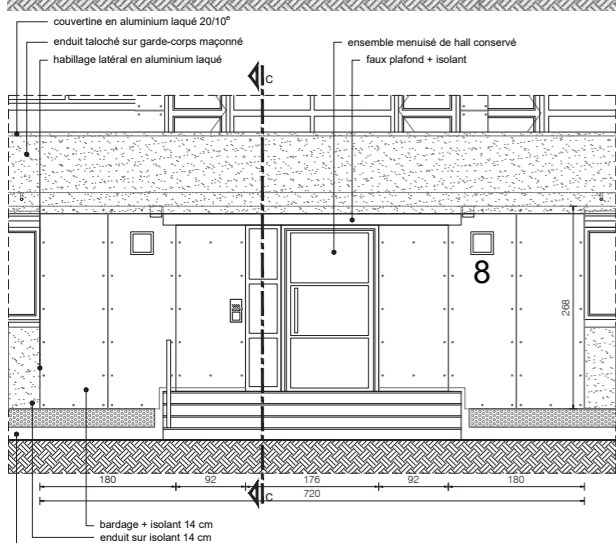 couvertine en aluminium laqué 20/10°
enduit taloché sur garde-corps maçonné
habillage latéral en aluminium laqué
ensemble menuisé de hall conservé
faux plafond + isolant
C
8
268
180 92 176 92 180
720
C
bardage + isolant 14 cm
enduit sur isolant 14 cm